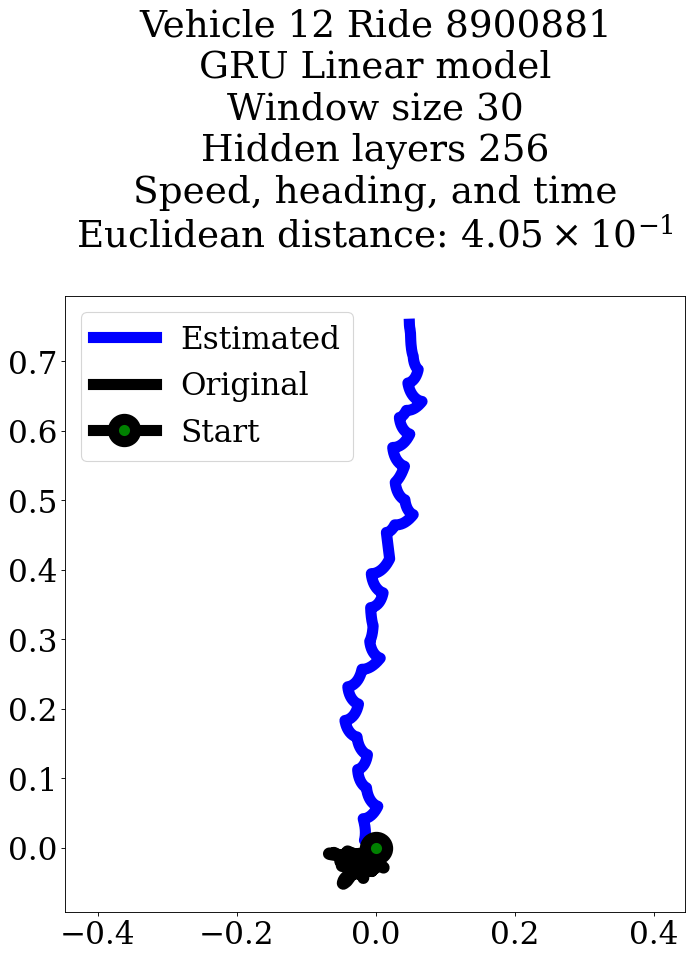 Vehicle 12 Ride 8900881
GRU Linear model
Window size 30
Hidden layers 256
Speed, heading, and time
Euclidean distance: 4.05 × 10⁻¹
Estimated
Original
Start
0.7
0.6
0.5
0.4
0.3
0.2
0.1
0.0
−0.4 −0.2 0.0 0.2 0.4